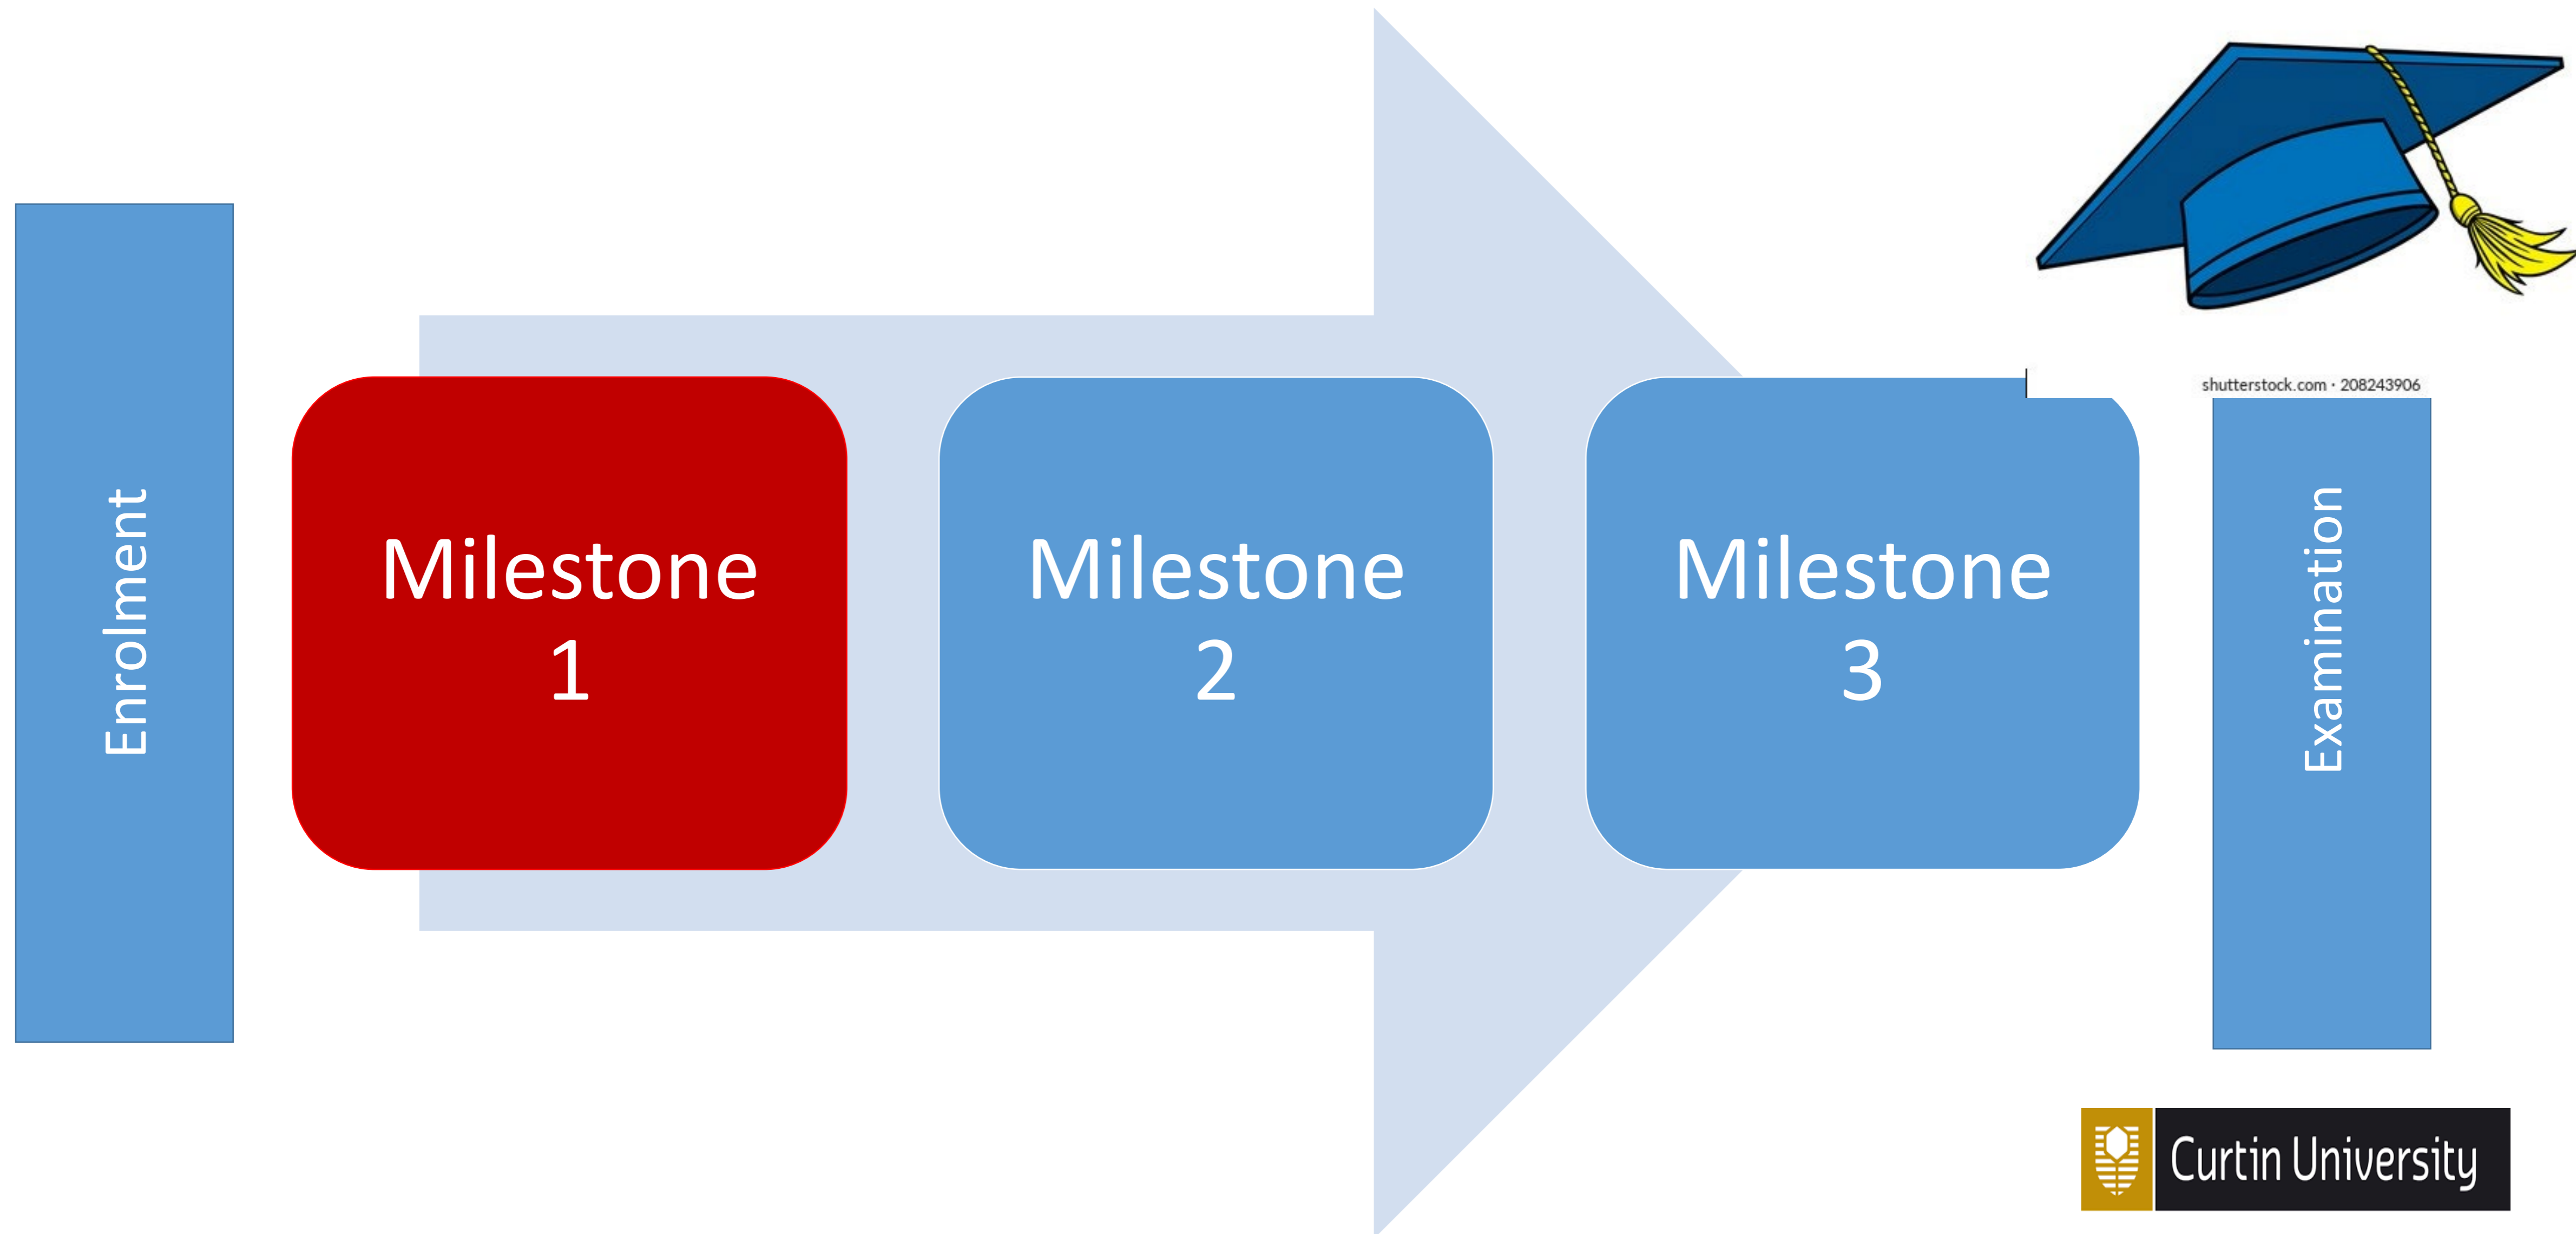 Enrolment
Milestone
1
Milestone
2
Milestone
3
shutterstock.com · 208243906
Examination
Curtin University